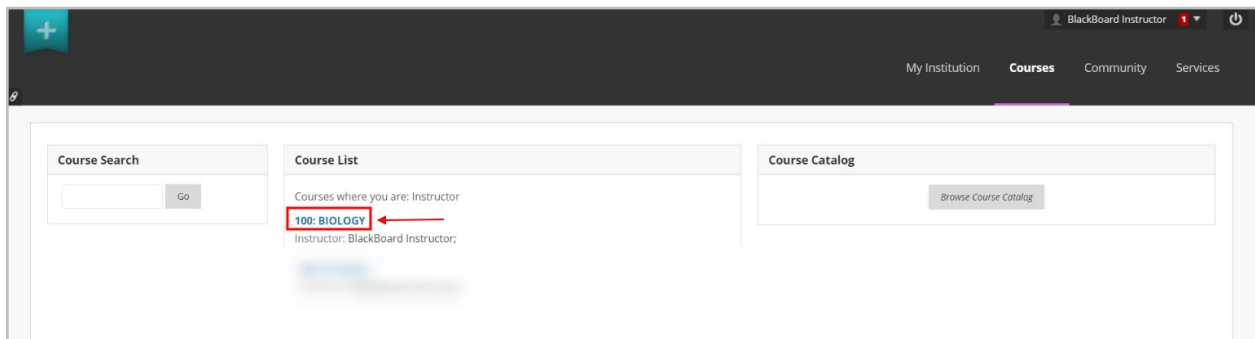 BlackBoard Instructor 1
My Institution Courses Community Services
Course Search
Go
Course List
Courses where you are: Instructor
100: BIOLOGY
Instructor: BlackBoard Instructor;
Course Catalog
Browse Course Catalog